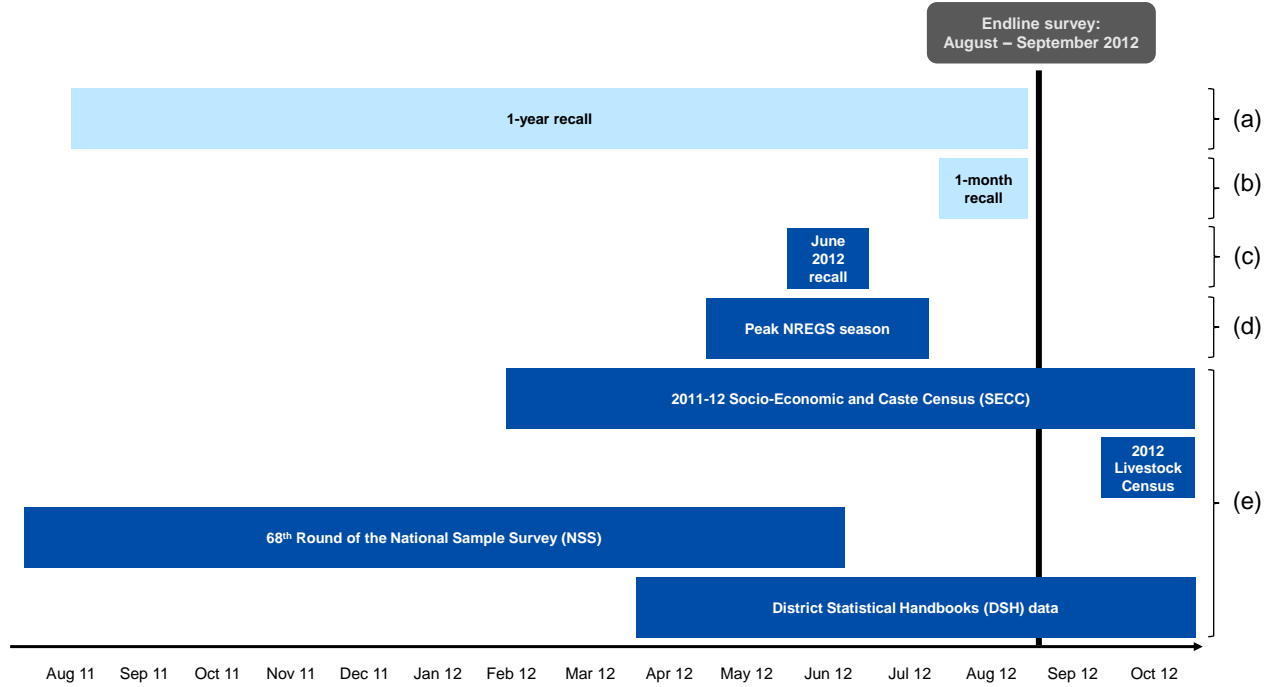 Endline survey:
August – September 2012
1-year recall
(a)
1-month
recall
(b)
June
2012
recall
(c)
Peak NREGS season
(d)
2011-12 Socio-Economic and Caste Census (SECC)
2012
Livestock
Census
(e)
68th Round of the National Sample Survey (NSS)
District Statistical Handbooks (DSH) data
Aug 11 Sep 11 Oct 11 Nov 11 Dec 11 Jan 12 Feb 12 Mar 12 Apr 12 May 12 Jun 12 Jul 12 Aug 12 Sep 12 Oct 12